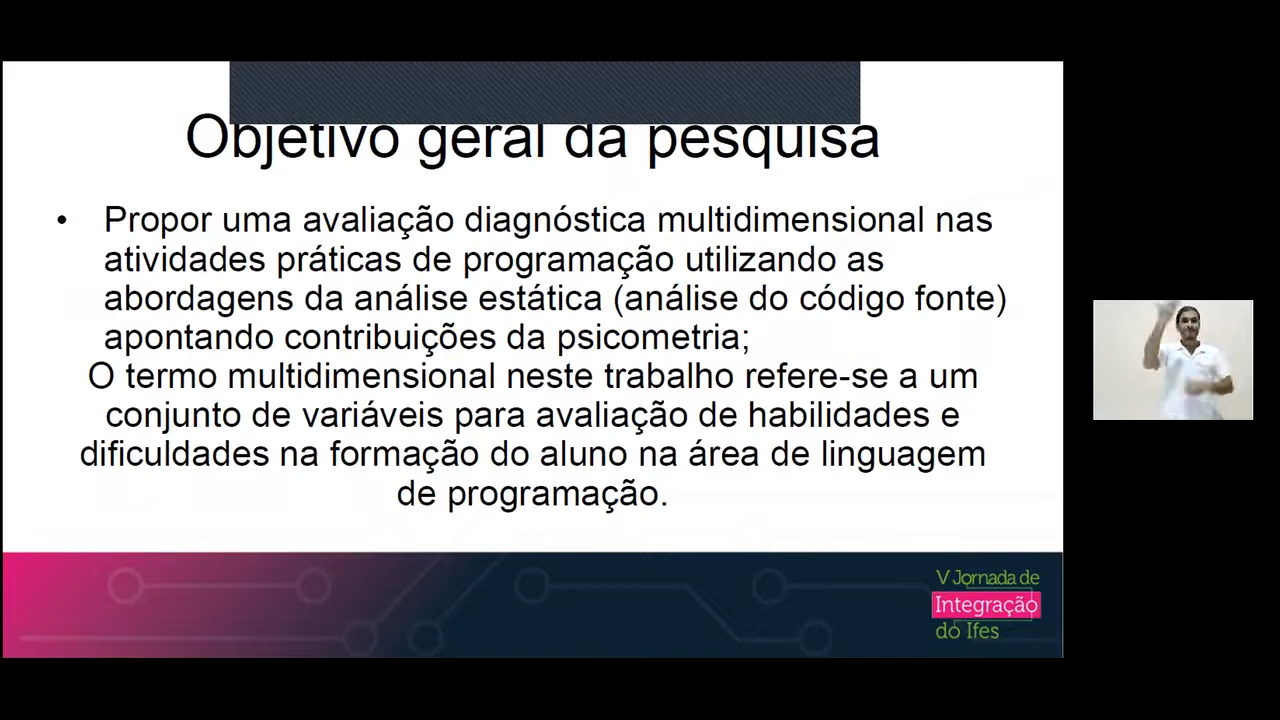 Objetivo geral da pesquisa
• Propor uma avaliação diagnóstica multidimensional nas
atividades práticas de programação utilizando as
abordagens da análise estática (análise do código fonte)
apontando contribuições da psicometria;
O termo multidimensional neste trabalho refere-se a um
conjunto de variáveis para avaliação de habilidades e
dificuldades na formação do aluno na área de linguagem
de programação.
V Jornada de
Integração
do Ifes